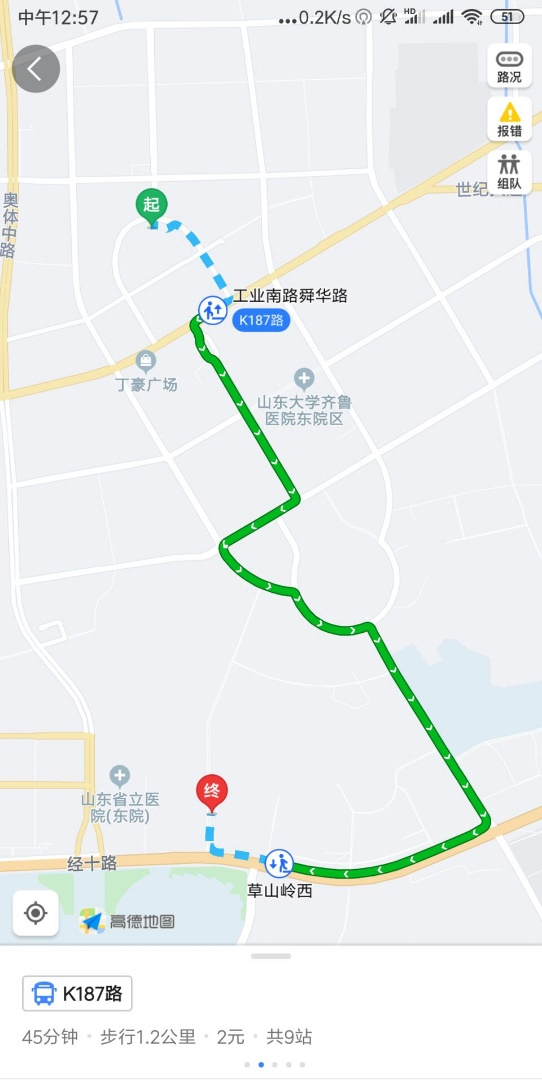 中午12:57
...0.2K/s
HD
51
路况
报错
组队
奥体中路
起
工业南路舜华路
K187路
丁豪广场
山东大学齐鲁
医院东院区
终
山东省立医
院(东院)
经十路
草山岭西
高德地图
K187路
45分钟 · 步行1.2公里 · 2元 · 共9站